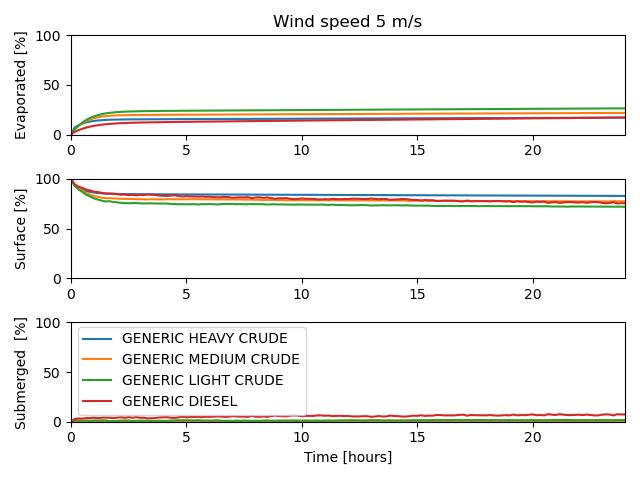 Wind speed 5 m/s
Evaporated [%]
100
50
0
0 5 10 15 20
Surface [%]
100
50
0
0 5 10 15 20
Submerged [%]
100
50
0
GENERIC HEAVY CRUDE
GENERIC MEDIUM CRUDE
GENERIC LIGHT CRUDE
GENERIC DIESEL
0 5 10 15 20
Time [hours]